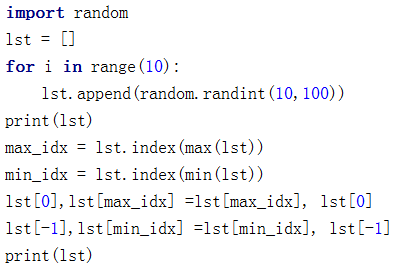 import random
lst = []
for i in range(10):
    lst.append(random.randint(10,100))
print(lst)
max_idx = lst.index(max(lst))
min_idx = lst.index(min(lst))
lst[0],lst[max_idx] =lst[max_idx], lst[0]
lst[-1],lst[min_idx] =lst[min_idx], lst[-1]
print(lst)